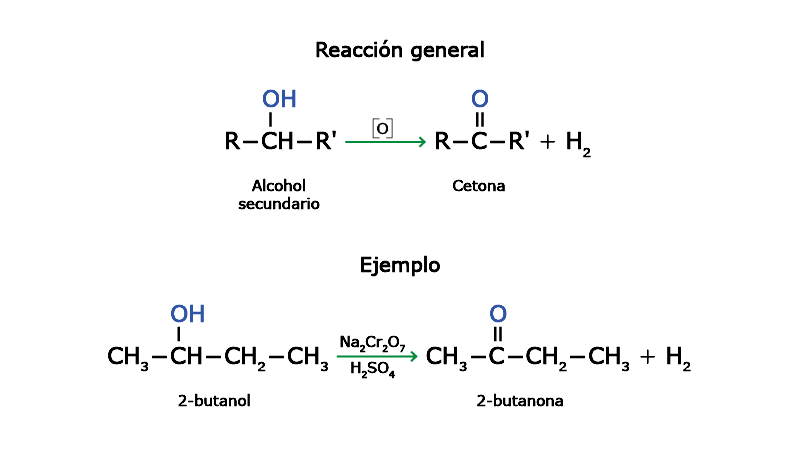 Reacción general
OH O
R–CH–R' [O] R–C–R' + H₂
Alcohol secundario Cetona
Ejemplo
OH O
CH₃–CH–CH₂–CH₃ Na₂Cr₂O₇ H₂SO₄ CH₃–C–CH₂–CH₃ + H₂
2-butanol 2-butanona